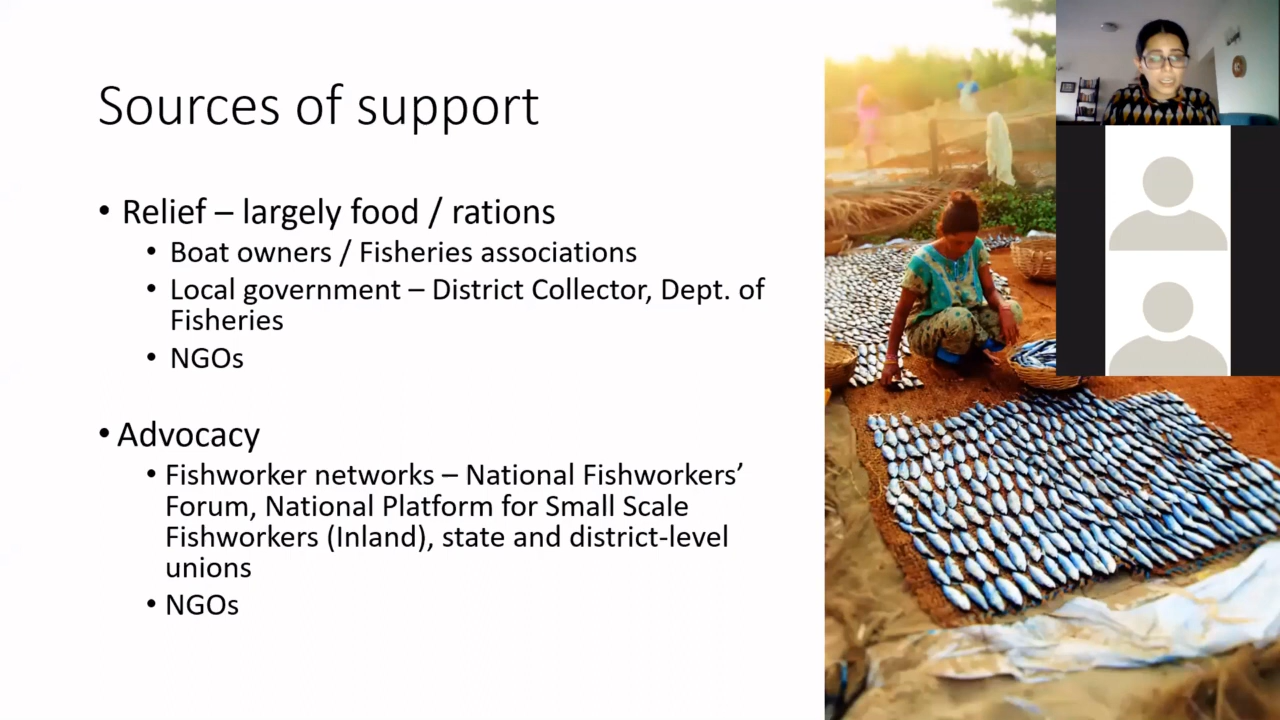 Sources of support
• Relief – largely food / rations
• Boat owners / Fisheries associations
• Local government – District Collector, Dept. of
Fisheries
• NGOs
• Advocacy
• Fishworker networks – National Fishworkers’
Forum, National Platform for Small Scale
Fishworkers (Inland), state and district-level
unions
• NGOs